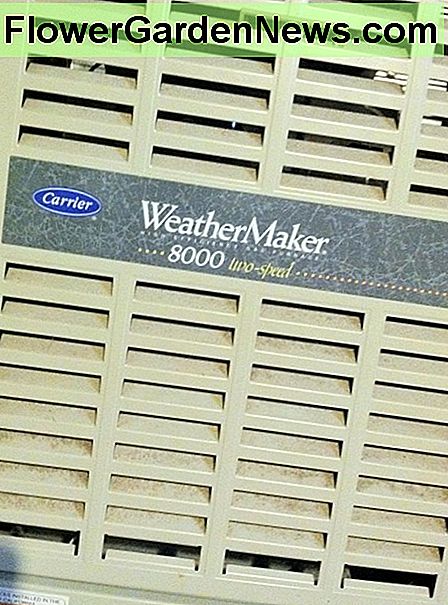 FlowerGardenNews.com
Carrier
WeatherMaker
8000 two-speed